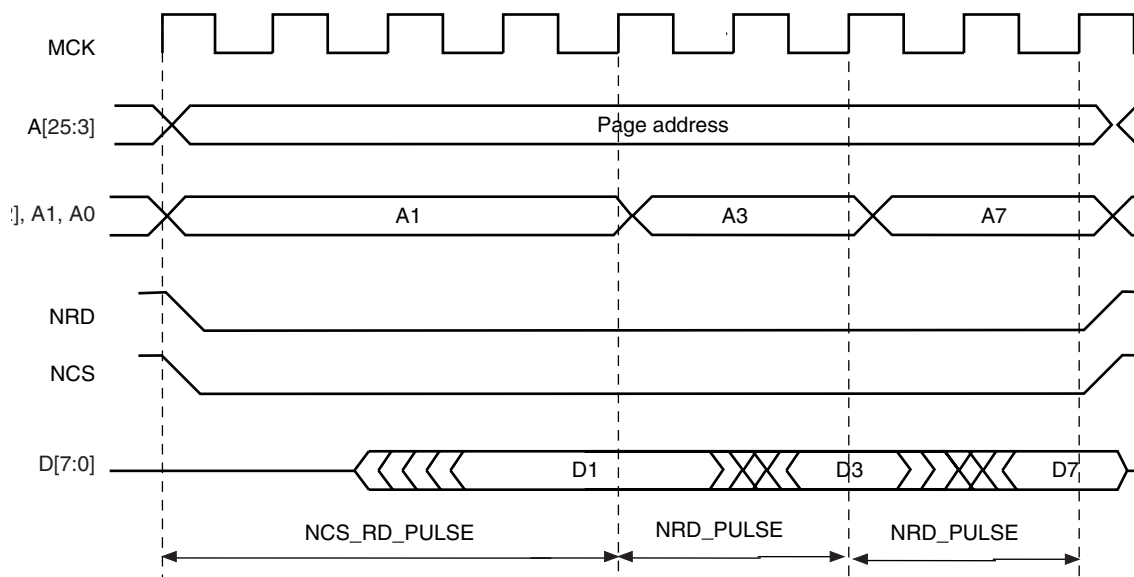 MCK
A[25:3]
Page address
], A1, A0
A1
A3
A7
NRD
NCS
D[7:0]
D1
D3
D7
NCS_RD_PULSE
NRD_PULSE
NRD_PULSE